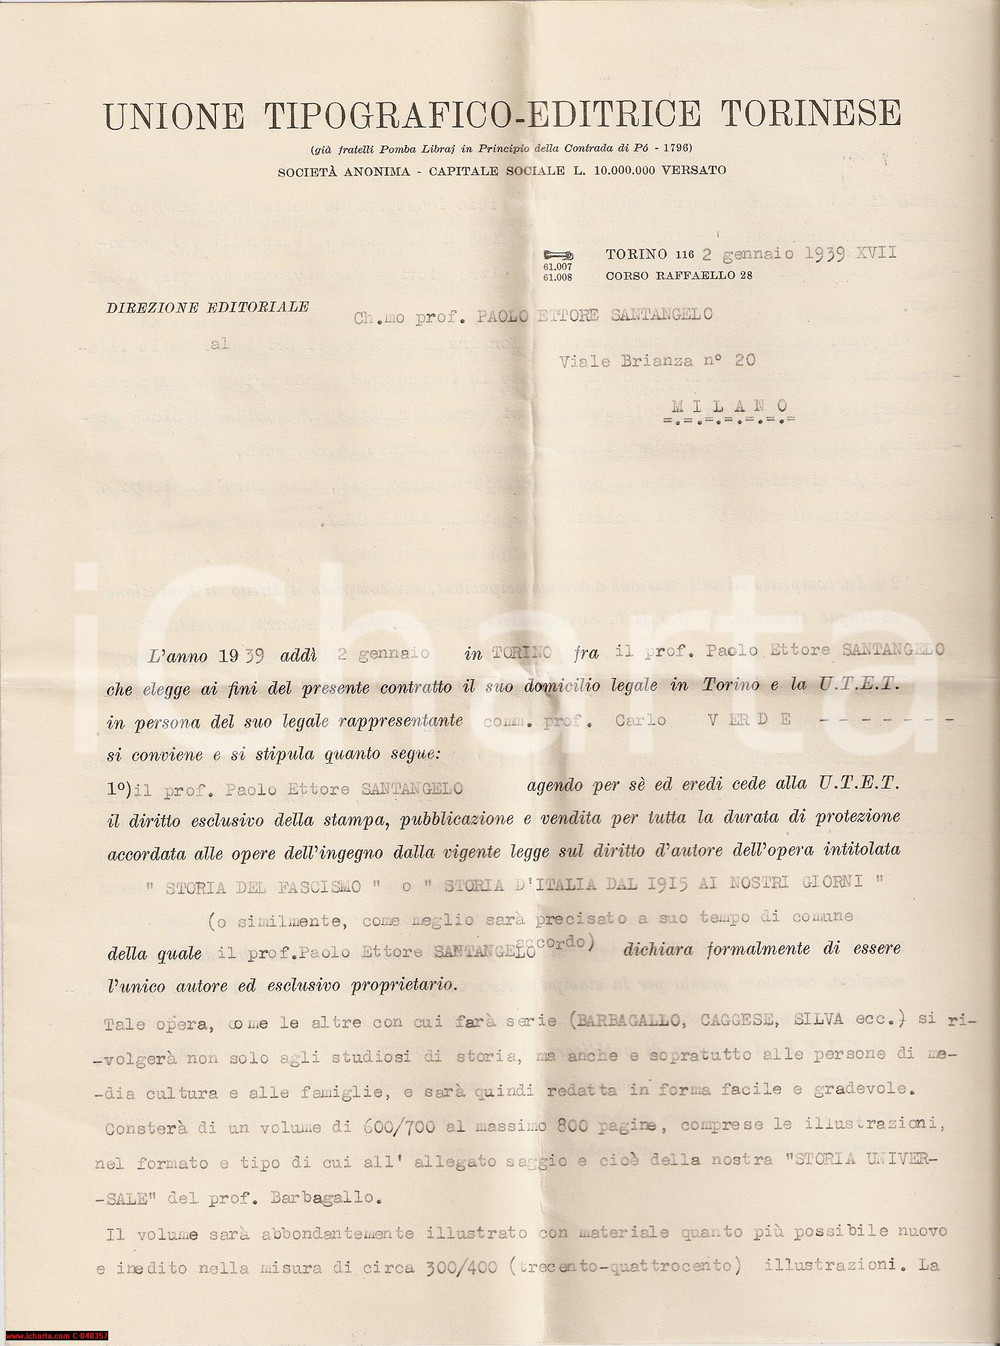 UNIONE TIPOGRAFICO-EDITRICE TORINESE
(già fratelli Pomba Libraj in Principio della Contrada di Pó - 1796)
SOCIETÀ ANONIMA - CAPITALE SOCIALE L. 10.000.000 VERSATO
TORINO 116 2 gennaio 1939 XVII
61.007
61.008
CORSO RAFFAELLO 28
DIREZIONE EDITORIALE
al
Ch.mo prof. PAOLO ETTORE SANTANGELO
Viale Brianza n° 20
M I L A N O
=.=.=.=.=.=.=
iCharta
L'anno 1939 addì 2 gennaio in TORINO fra il prof. Paolo Ettore SANTANGELO
che elegge ai fini del presente contratto il suo domicilio legale in Torino e la U.T.E.T.
in persona del suo legale rappresentante comm. prof. Carlo V E R D E - - - - - - -
si conviene e si stipula quanto segue:
1°) il prof. Paolo Ettore SANTANGELO agendo per sè ed eredi cede alla U.T.E.T.
il diritto esclusivo della stampa, pubblicazione e vendita per tutta la durata di protezione
accordata alle opere dell'ingegno dalla vigente legge sul diritto d'autore dell'opera intitolata
" STORIA DEL FASCISMO " o " STORIA D'ITALIA DAL 1915 AI NOSTRI GIORNI "
(o similmente, come meglio sarà precisato a suo tempo di comune
accordo)
della quale il prof.Paolo Ettore SANTANGELO dichiara formalmente di essere
l'unico autore ed esclusivo proprietario.
Tale opera, come le altre con cui farà serie (BARBAGALLO, CAGGESE, SILVA ecc.) si ri-
-volgerà non solo agli studiosi di storia, ma anche e sopratutto alle persone di me-
-dia cultura e alle famiglie, e sarà quindi redatta in forma facile e gradevole.
Consterà di un volume di 600/700 al massimo 800 pagine, comprese le illustrazioni,
nel formato e tipo di cui all' allegato saggio e cioè della nostra "STORIA UNIVER-
-SALE" del prof. Barbagallo.
Il volume sarà abbondantemente illustrato con materiale quanto più possibile nuovo
e inedito nella misura di circa 300/400 (trecento-quattrocento) illustrazioni. La
www.icharta.com C-040357